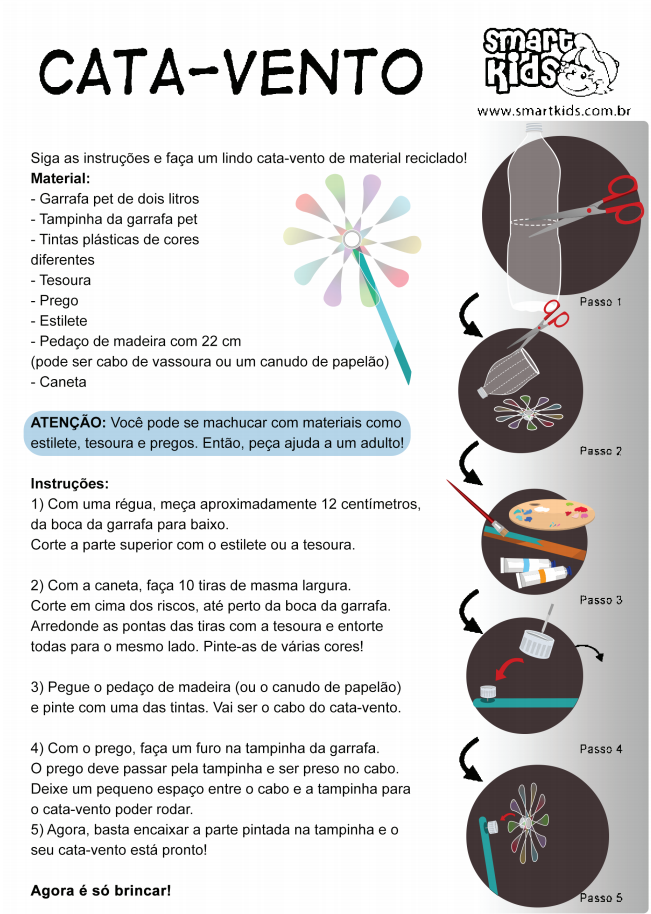 CATA-VENTO
smart
kids
www.smartkids.com.br
Siga as instruções e faça um lindo cata-vento de material reciclado!
Material:
- Garrafa pet de dois litros
- Tampinha da garrafa pet
- Tintas plásticas de cores
diferentes
- Tesoura
- Prego
- Estilete
- Pedaço de madeira com 22 cm
(pode ser cabo de vassoura ou um canudo de papelão)
- Caneta
ATENÇÃO: Você pode se machucar com materiais como
estilete, tesoura e pregos. Então, peça ajuda a um adulto!
Instruções:
1) Com uma régua, meça aproximadamente 12 centímetros,
da boca da garrafa para baixo.
Corte a parte superior com o estilete ou a tesoura.
2) Com a caneta, faça 10 tiras de masma largura.
Corte em cima dos riscos, até perto da boca da garrafa.
Arredonde as pontas das tiras com a tesoura e entorte
todas para o mesmo lado. Pinte-as de várias cores!
3) Pegue o pedaço de madeira (ou o canudo de papelão)
e pinte com uma das tintas. Vai ser o cabo do cata-vento.
4) Com o prego, faça um furo na tampinha da garrafa.
O prego deve passar pela tampinha e ser preso no cabo.
Deixe um pequeno espaço entre o cabo e a tampinha para
o cata-vento poder rodar.
5) Agora, basta encaixar a parte pintada na tampinha e o
seu cata-vento está pronto!
Agora é só brincar!
Passo 1
Passo 2
Passo 3
Passo 4
Passo 5